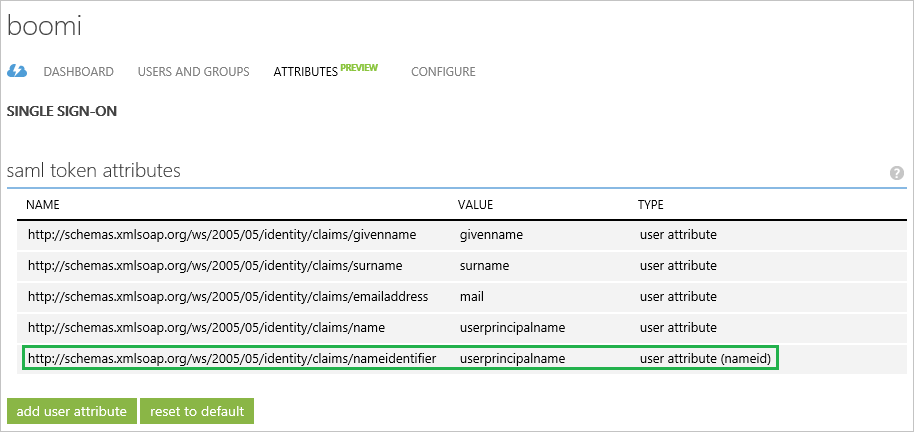 boomi
DASHBOARD USERS AND GROUPS ATTRIBUTES PREVIEW CONFIGURE
SINGLE SIGN-ON
saml token attributes ?
NAME VALUE TYPE
http://schemas.xmlsoap.org/ws/2005/05/identity/claims/givenname givenname user attribute
http://schemas.xmlsoap.org/ws/2005/05/identity/claims/surname surname user attribute
http://schemas.xmlsoap.org/ws/2005/05/identity/claims/emailaddress mail user attribute
http://schemas.xmlsoap.org/ws/2005/05/identity/claims/name userprincipalname user attribute
http://schemas.xmlsoap.org/ws/2005/05/identity/claims/nameidentifier userprincipalname user attribute (nameid)
add user attribute reset to default